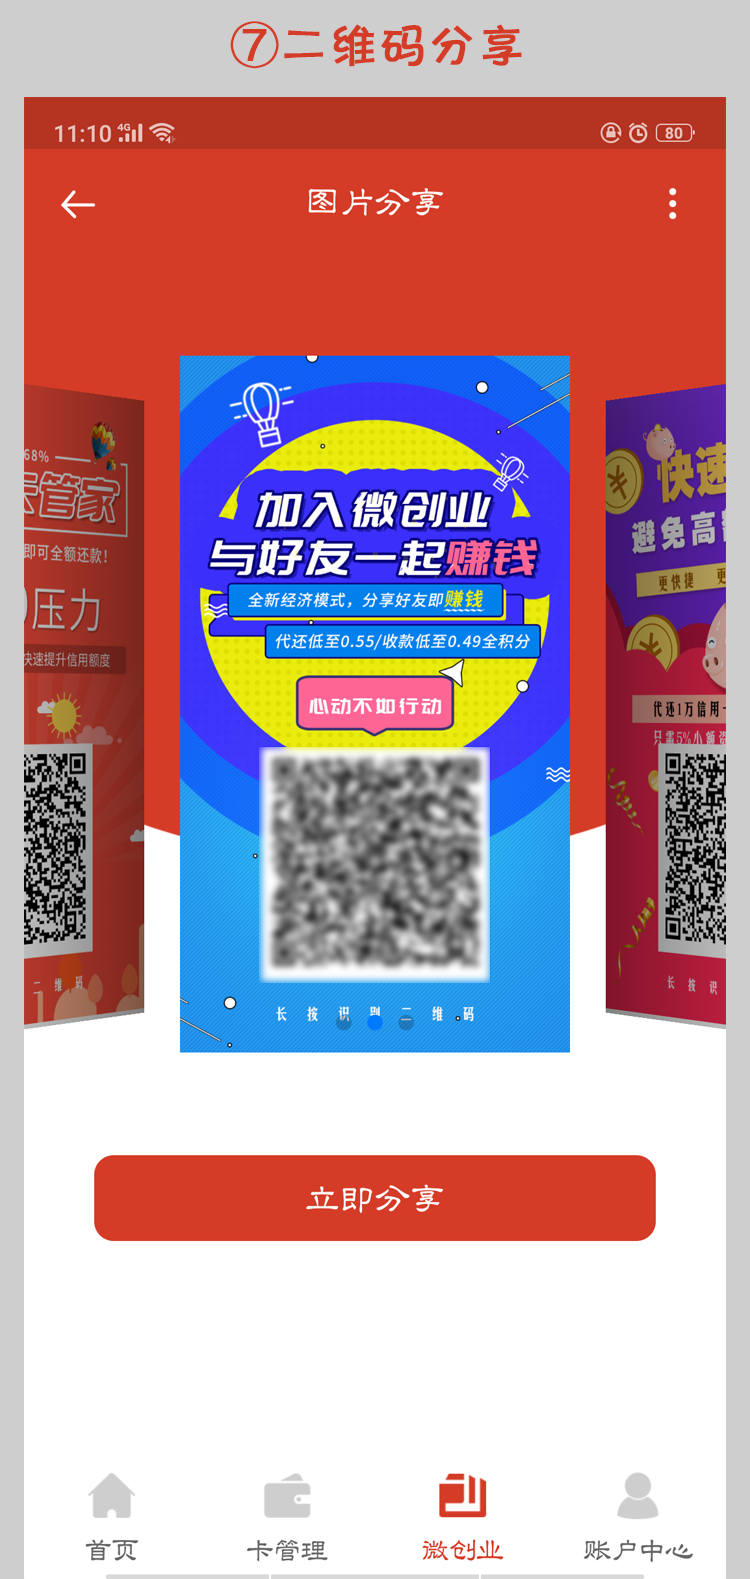 ⑦二维码分享
11:10 4G
80
图片分享
68%
卡管家
即可全额还款!
压力
快速提升信用额度
二维码
加入微创业
与好友一起赚钱
全新经济模式，分享好友即赚钱
代还低至0.55/收款低至0.49全积分
心动不如行动
长按识别二维码
快速
避免高
更快捷 更
代还1万信用卡
只需5%小额资
长按识
立即分享
首页
卡管理
微创业
账户中心